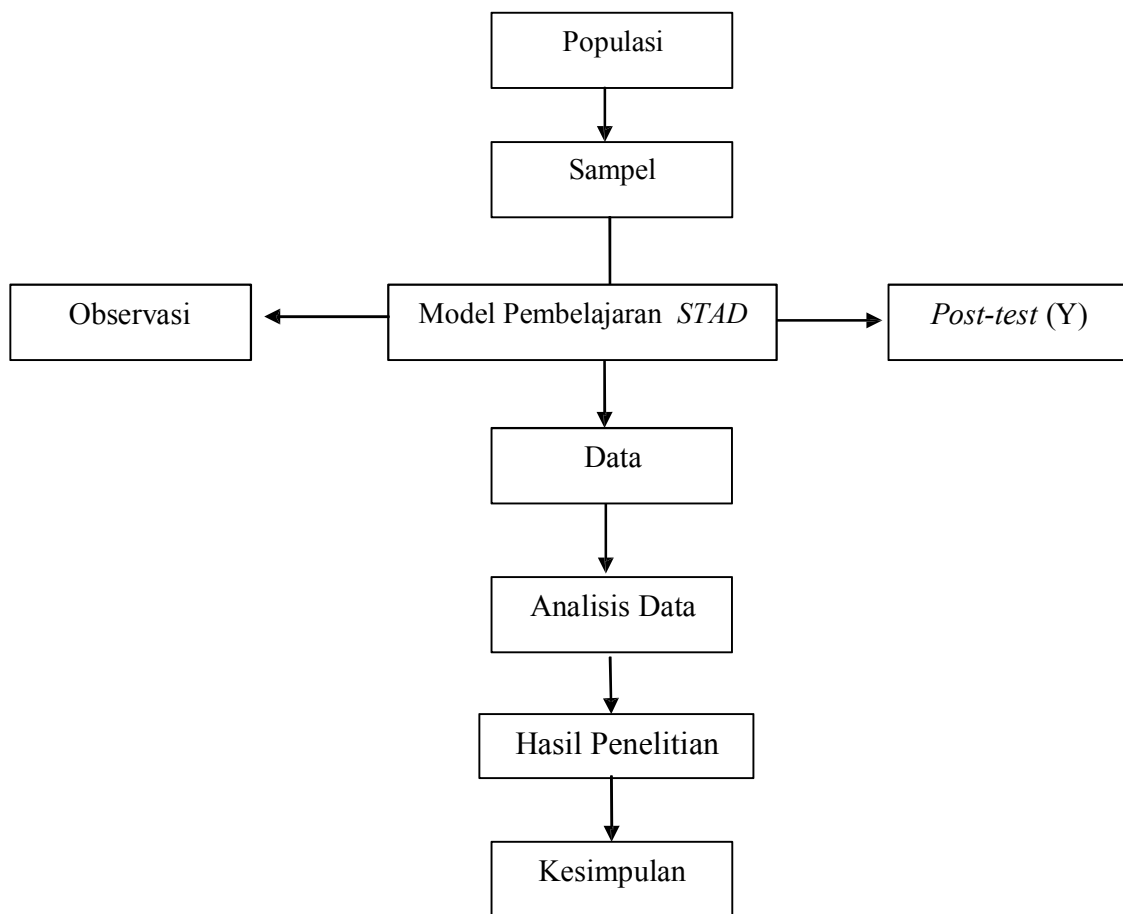 Populasi
Sampel
Observasi
Model Pembelajaran STAD
Post-test (Y)
Data
Analisis Data
Hasil Penelitian
Kesimpulan